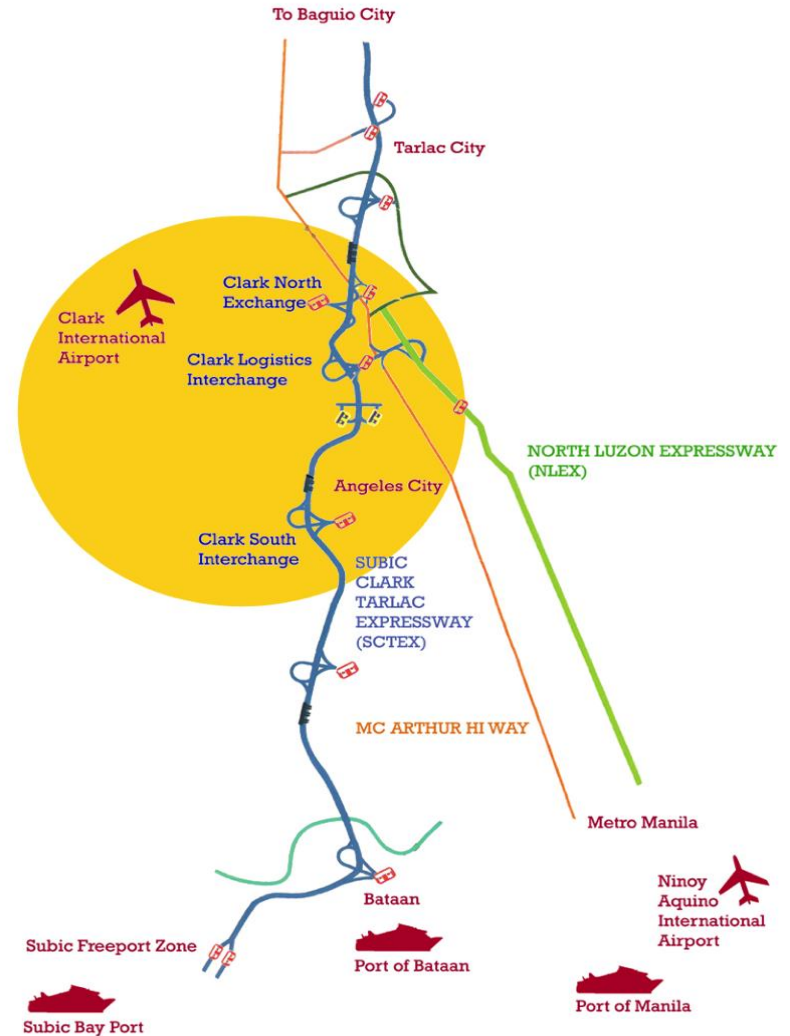 To Baguio City
Tarlac City
Clark North
Exchange
Clark
International
Airport
Clark Logistics
Interchange
NORTH LUZON EXPRESSWAY
(NLEX)
Angeles City
Clark South
Interchange
SUBIC
CLARK
TARLAC
EXPRESSWAY
(SCTEX)
MC ARTHUR HI WAY
Metro Manila
Ninoy
Aquino
International
Airport
Bataan
Subic Freeport Zone
Port of Bataan
Port of Manila
Subic Bay Port